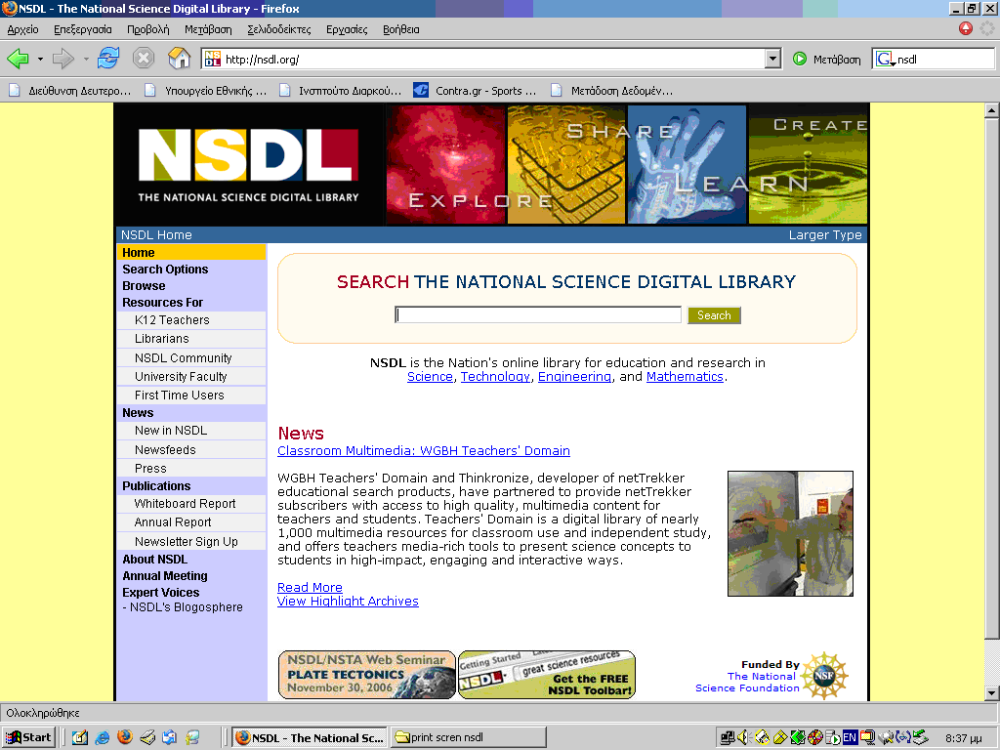 NSDL - The National Science Digital Library - Firefox
Αρχείο Επεξεργασία Προβολή Μετάβαση Σελιδοδείκτες Εργασίες Βοήθεια
http://nsdl.org/ Μετάβαση nsdl
Διεύθυνση Δευτερο... Υπουργείο Εθνικής ... Ινστιτούτο Διαρκού... Contra.gr - Sports ... Μετάδοση Δεδομέν...
NSDL
THE NATIONAL SCIENCE DIGITAL LIBRARY
EXPLORE
SHARE
LEARN
CREATE
NSDL Home Larger Type
Home
Search Options
Browse
Resources For
K12 Teachers
Librarians
NSDL Community
University Faculty
First Time Users
News
New in NSDL
Newsfeeds
Press
Publications
Whiteboard Report
Annual Report
Newsletter Sign Up
About NSDL
Annual Meeting
Expert Voices
- NSDL's Blogosphere
SEARCH THE NATIONAL SCIENCE DIGITAL LIBRARY
Search
NSDL is the Nation's online library for education and research in
Science, Technology, Engineering, and Mathematics.
News
Classroom Multimedia: WGBH Teachers' Domain
WGBH Teachers' Domain and Thinkronize, developer of netTrekker
educational search products, have partnered to provide netTrekker
subscribers with access to high quality, multimedia content for
teachers and students. Teachers' Domain is a digital library of nearly
1,000 multimedia resources for classroom use and independent study,
and offers teachers media-rich tools to present science concepts to
students in high-impact, engaging and interactive ways.
Read More
View Highlight Archives
NSDL/NSTA Web Seminar
PLATE TECTONICS
November 30, 2006
Getting Started
NSDL great science resources
Get the FREE
NSDL Toolbar!
Funded By
The National
Science Foundation
NSF
Ολοκληρώθηκε
Start NSDL - The National Sc... print scren nsdl EN 8:37 μμ